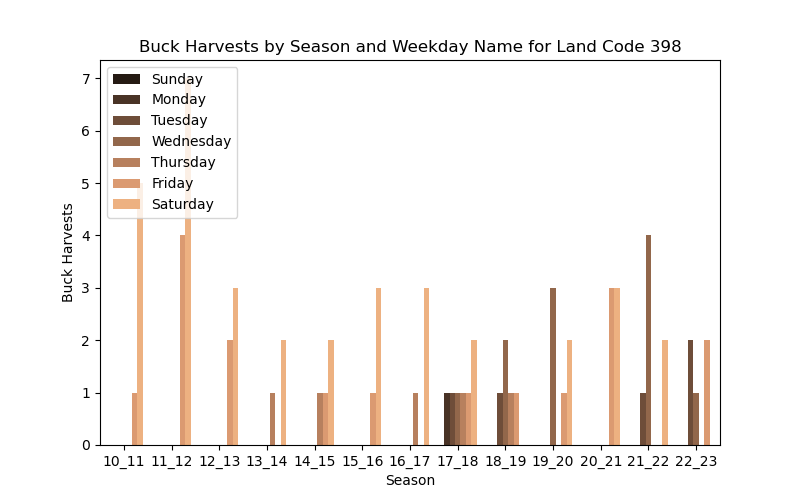 Buck Harvests by Season and Weekday Name for Land Code 398
Buck Harvests
7
6
5
4
3
2
1
0
Sunday
Monday
Tuesday
Wednesday
Thursday
Friday
Saturday
10_11 11_12 12_13 13_14 14_15 15_16 16_17 17_18 18_19 19_20 20_21 21_22 22_23
Season